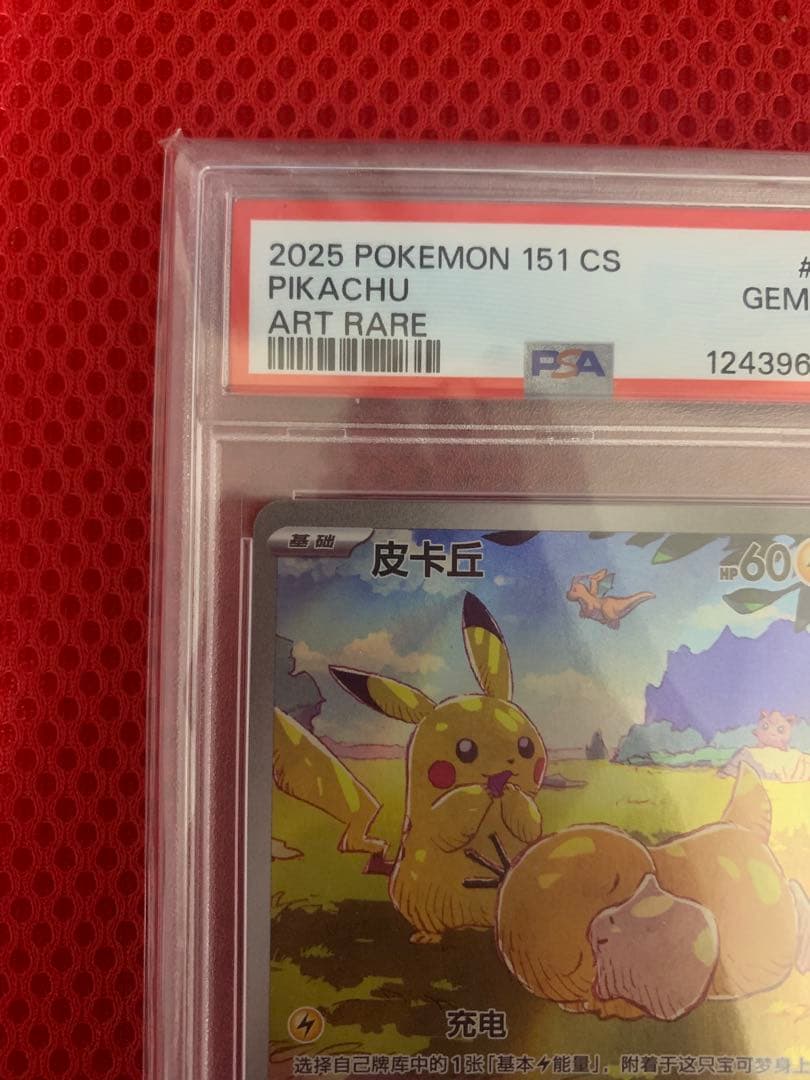 2025 POKEMON 151 CS #
PIKACHU GEM
ART RARE
PSA 124396
基础 皮卡丘 HP60
充电
选择自己牌库中的1张「基本⚡能量」，附着于这只宝可梦身上